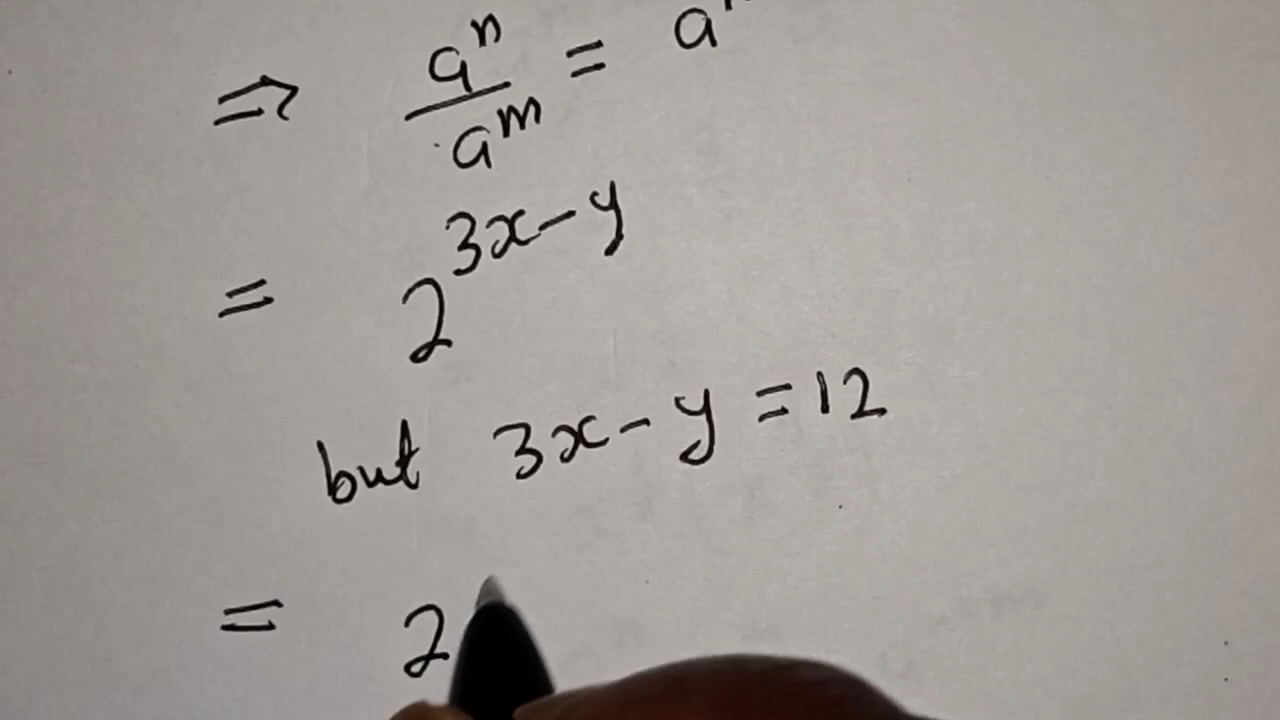 ⇒ aⁿ/aᵐ = a
= 2^(3x-y)
but 3x-y=12
= 2